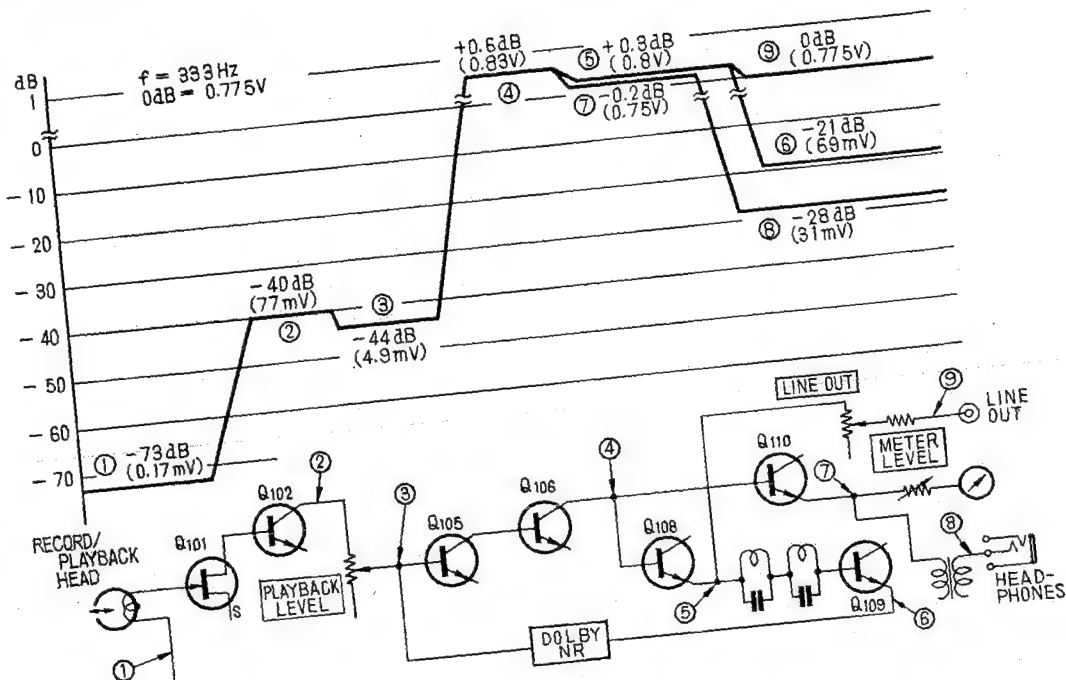 dB
f = 333 Hz
0dB = 0.775V
+0.6dB
(0.83V)
④
⑤ +0.3dB
(0.8V)
⑦ -0.2dB
(0.75V)
⑨ 0dB
(0.775V)
⑥ -21dB
(69mV)
⑧ -28dB
(31mV)
1
0
-10
-20
-30
-40
-50
-60
-70
-40dB
(77mV)
②
③
-44dB
(4.9mV)
① -73dB
(0.17mV)
RECORD/
PLAYBACK
HEAD
①
Q101
S
Q102
②
PLAYBACK
LEVEL
③
Q105
Q106
④
Q108
⑤
Q110
LINE OUT
⑨
LINE
OUT
METER
LEVEL
⑦
⑧
HEAD-
PHONES
Q109
⑥
DOLBY
NR